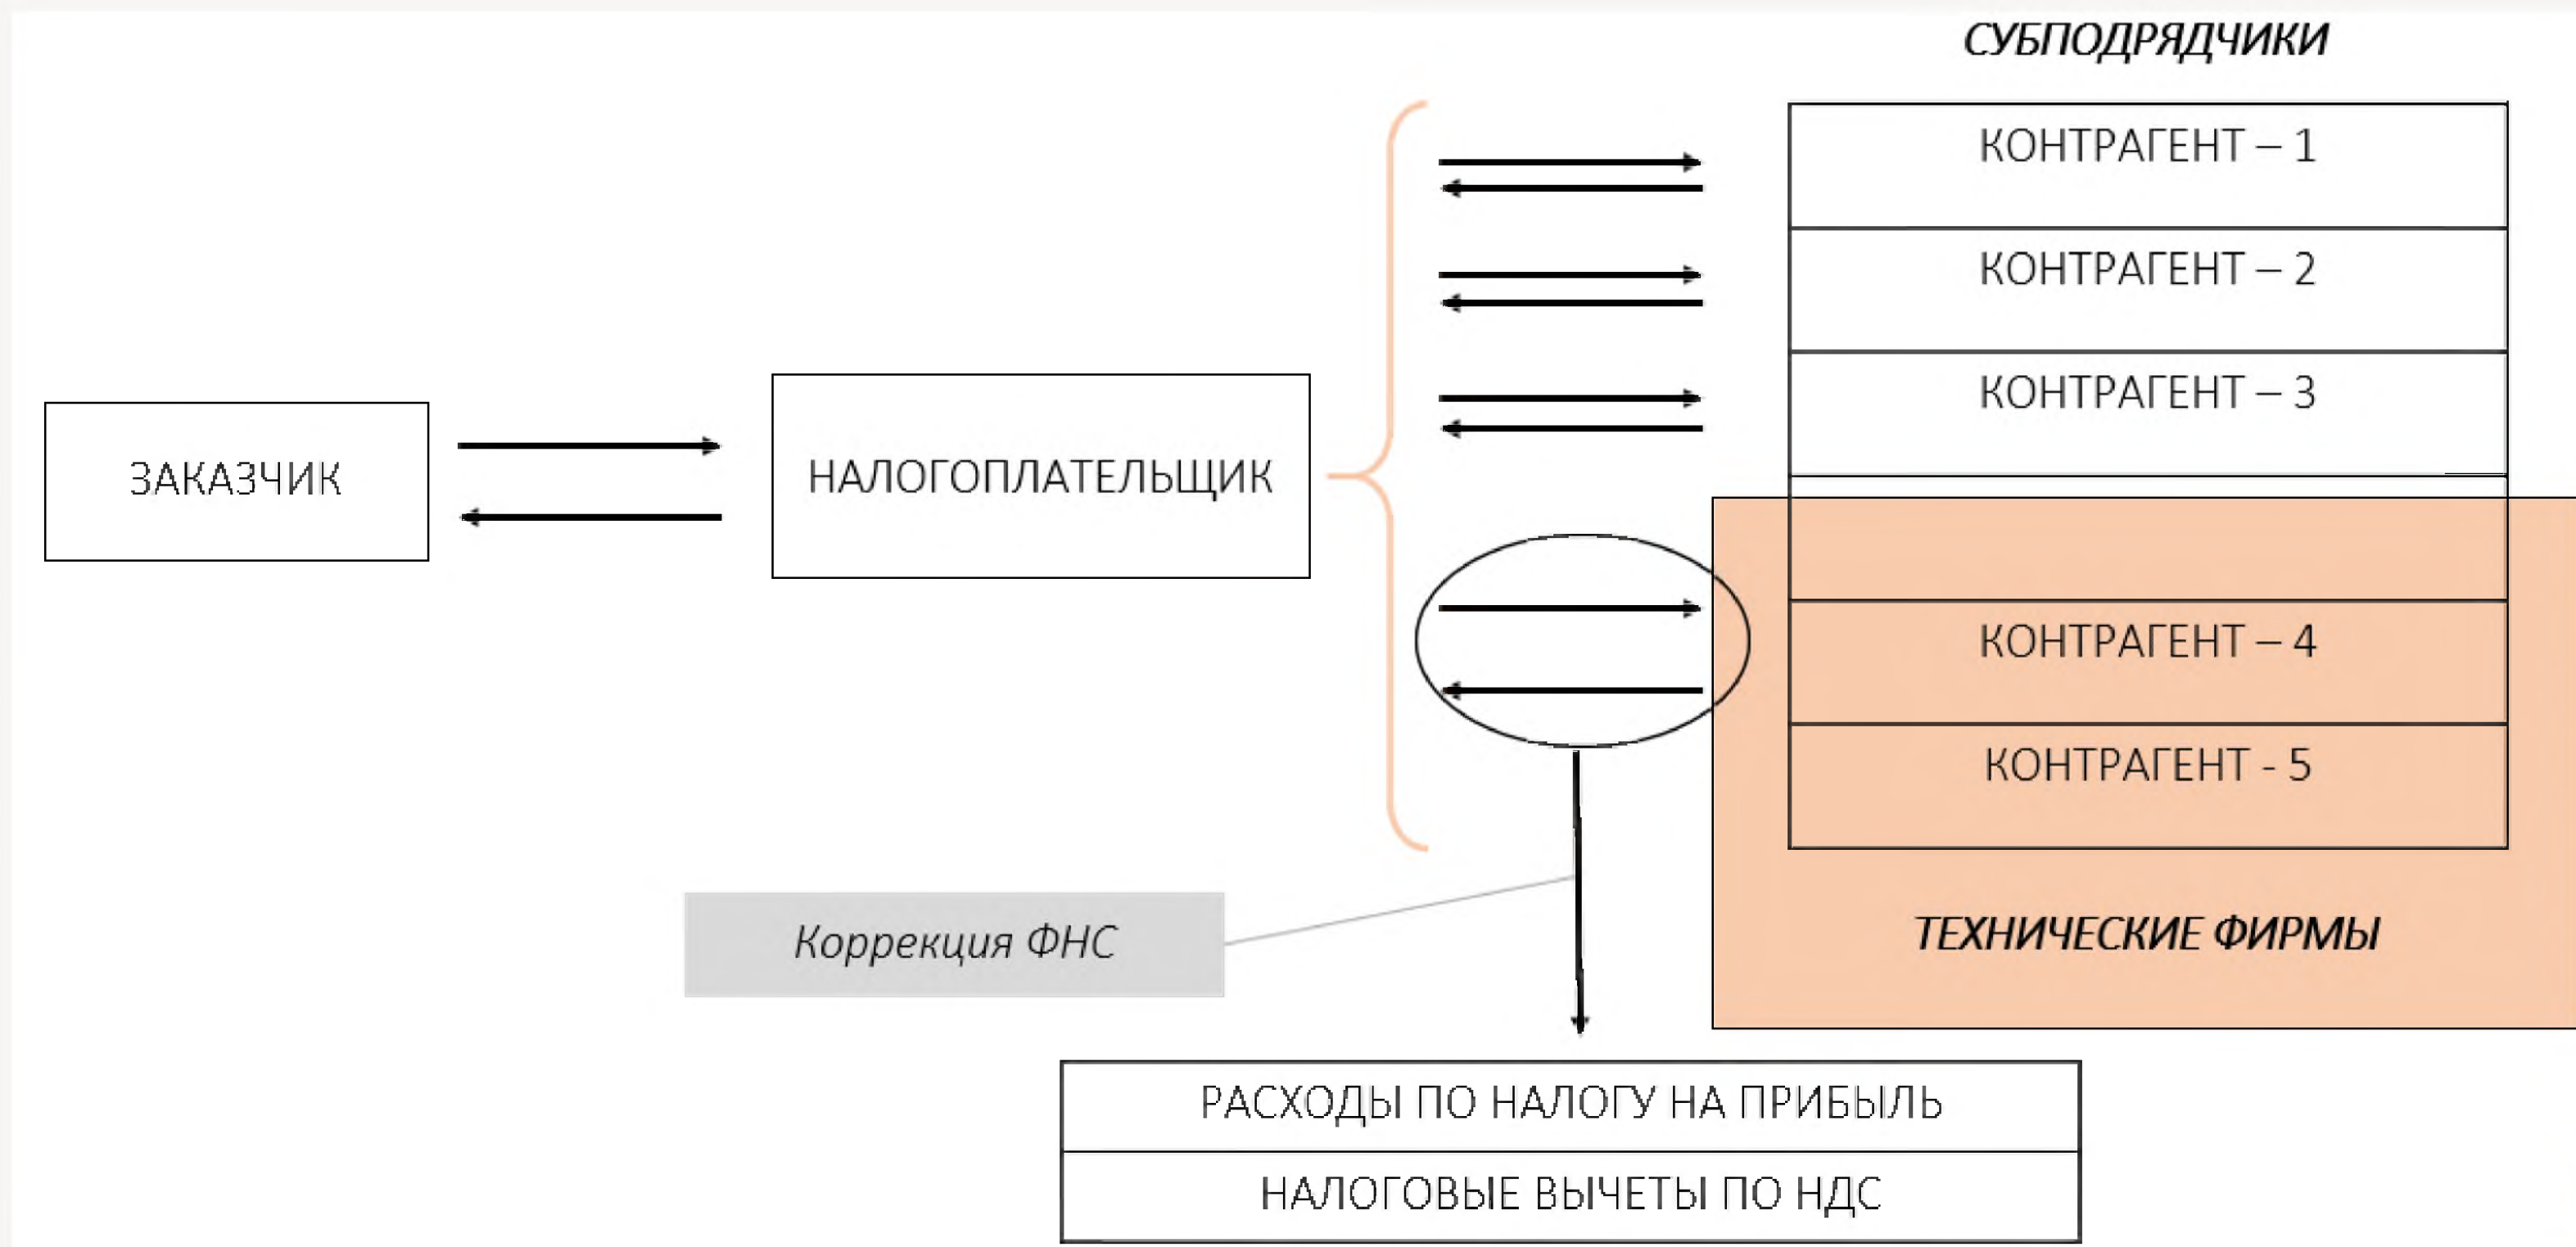 СУБПОДРЯДЧИКИ
КОНТРАГЕНТ – 1
КОНТРАГЕНТ – 2
КОНТРАГЕНТ – 3
ЗАКАЗЧИК
НАЛОГОПЛАТЕЛЬЩИК
КОНТРАГЕНТ – 4
КОНТРАГЕНТ - 5
ТЕХНИЧЕСКИЕ ФИРМЫ
Коррекция ФНС
РАСХОДЫ ПО НАЛОГУ НА ПРИБЫЛЬ
НАЛОГОВЫЕ ВЫЧЕТЫ ПО НДС